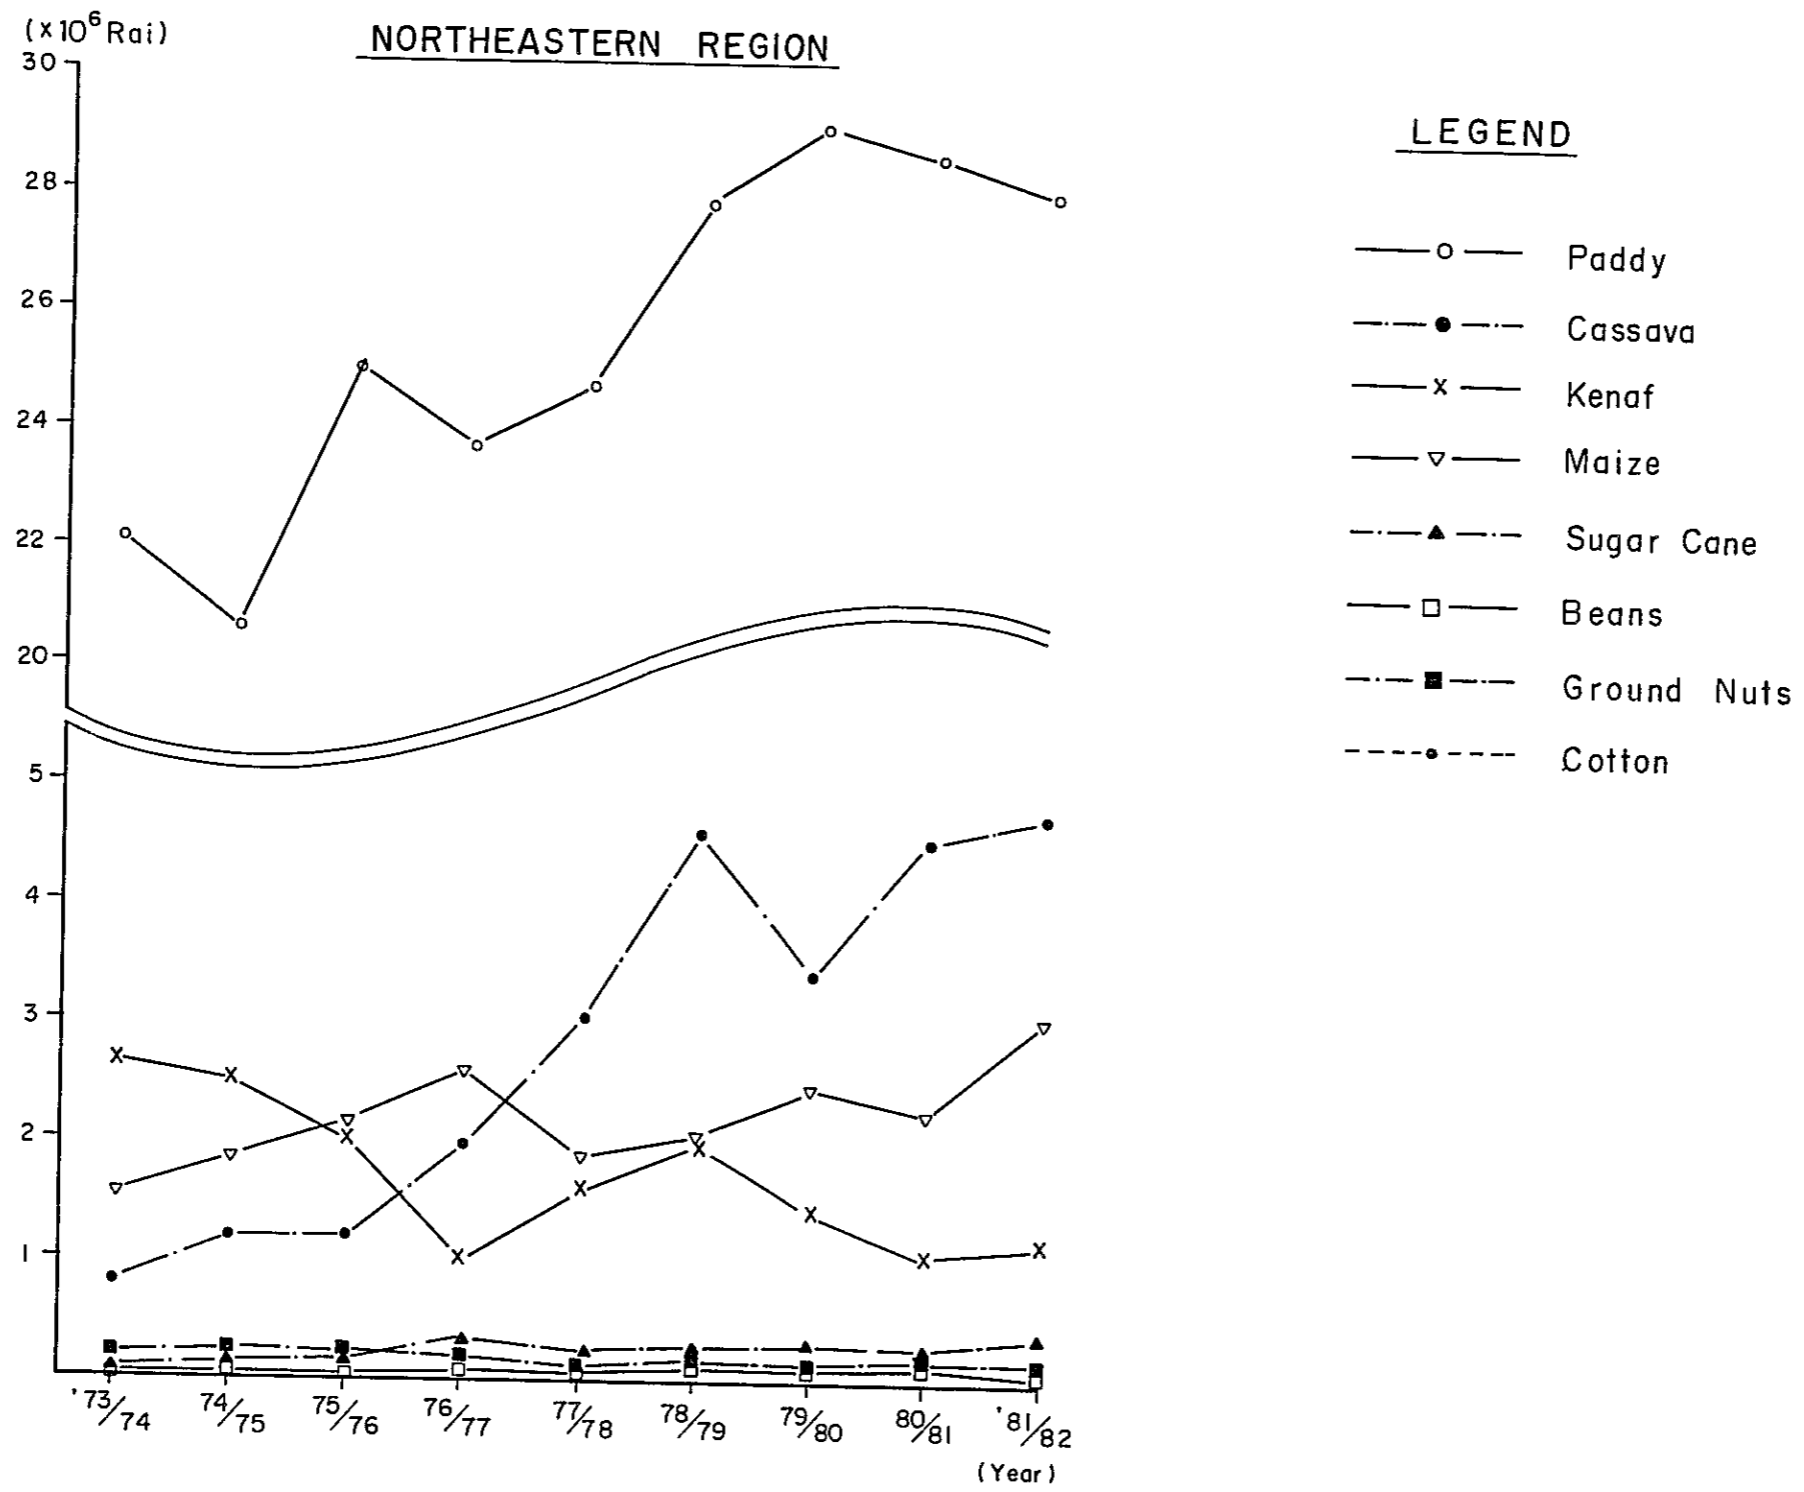 (×10⁶ Rai)
NORTHEASTERN REGION
30
28
26
24
22
20
5
4
3
2
1
'73/74 74/75 75/76 76/77 77/78 78/79 79/80 80/81 '81/82
(Year)
LEGEND
Paddy
Cassava
Kenaf
Maize
Sugar Cane
Beans
Ground Nuts
Cotton